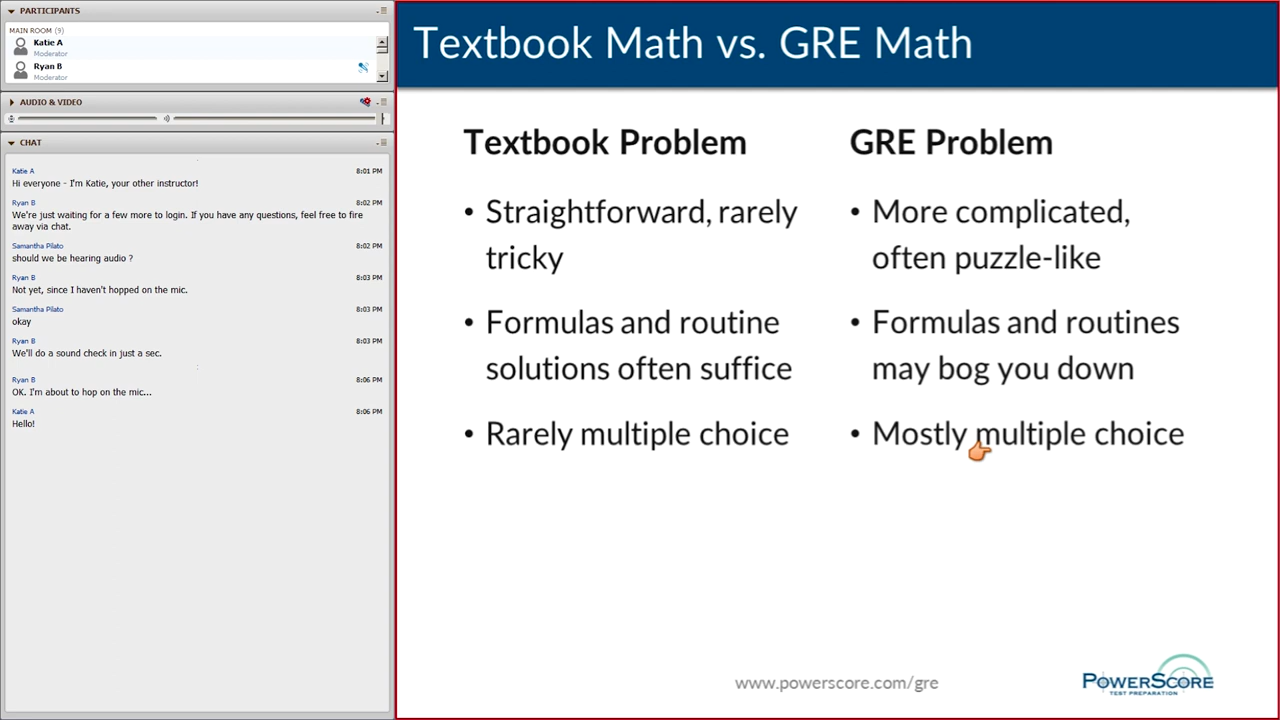 PARTICIPANTS
MAIN ROOM (9)
Katie A
Moderator
Ryan B
Moderator
AUDIO & VIDEO
CHAT
Katie A 8:01 PM
Hi everyone - I'm Katie, your other instructor!
Ryan B 8:02 PM
We're just waiting for a few more to login. If you have any questions, feel free to fire
away via chat.
Samantha Pilato 8:02 PM
should we be hearing audio ?
Ryan B 8:03 PM
Not yet, since I haven't hopped on the mic.
Samantha Pilato 8:03 PM
okay
Ryan B 8:03 PM
We'll do a sound check in just a sec.
Ryan B 8:06 PM
OK. I'm about to hop on the mic...
Katie A 8:06 PM
Hello!
Textbook Math vs. GRE Math
Textbook Problem
• Straightforward, rarely
tricky
• Formulas and routine
solutions often suffice
• Rarely multiple choice
GRE Problem
• More complicated,
often puzzle-like
• Formulas and routines
may bog you down
• Mostly multiple choice
www.powerscore.com/gre
POWERSCORE
TEST PREPARATION